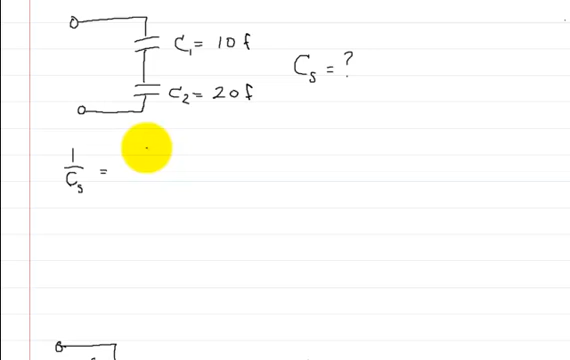 C₁ = 10 f
C₂ = 20 f
Cₛ = ?
1/Cₛ =